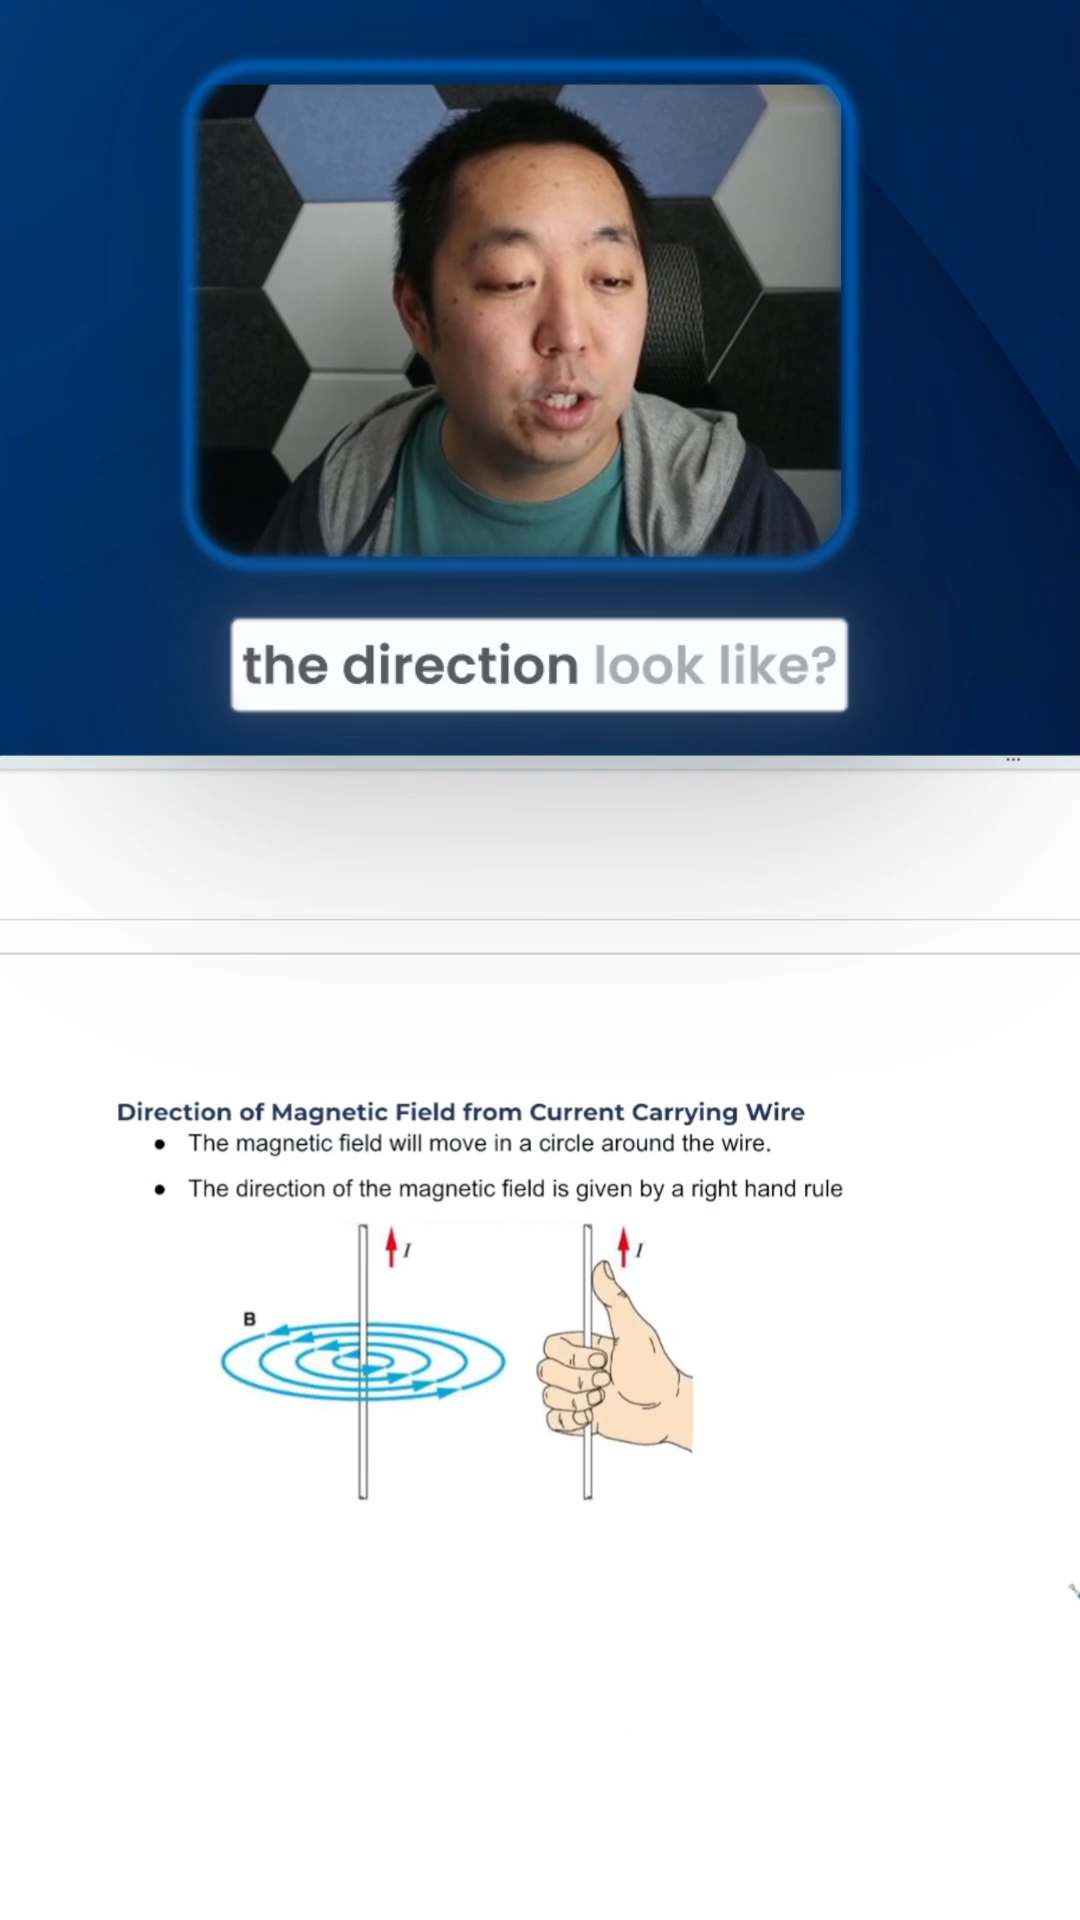 the direction look like?
Direction of Magnetic Field from Current Carrying Wire
● The magnetic field will move in a circle around the wire.
● The direction of the magnetic field is given by a right hand rule
I
I
B